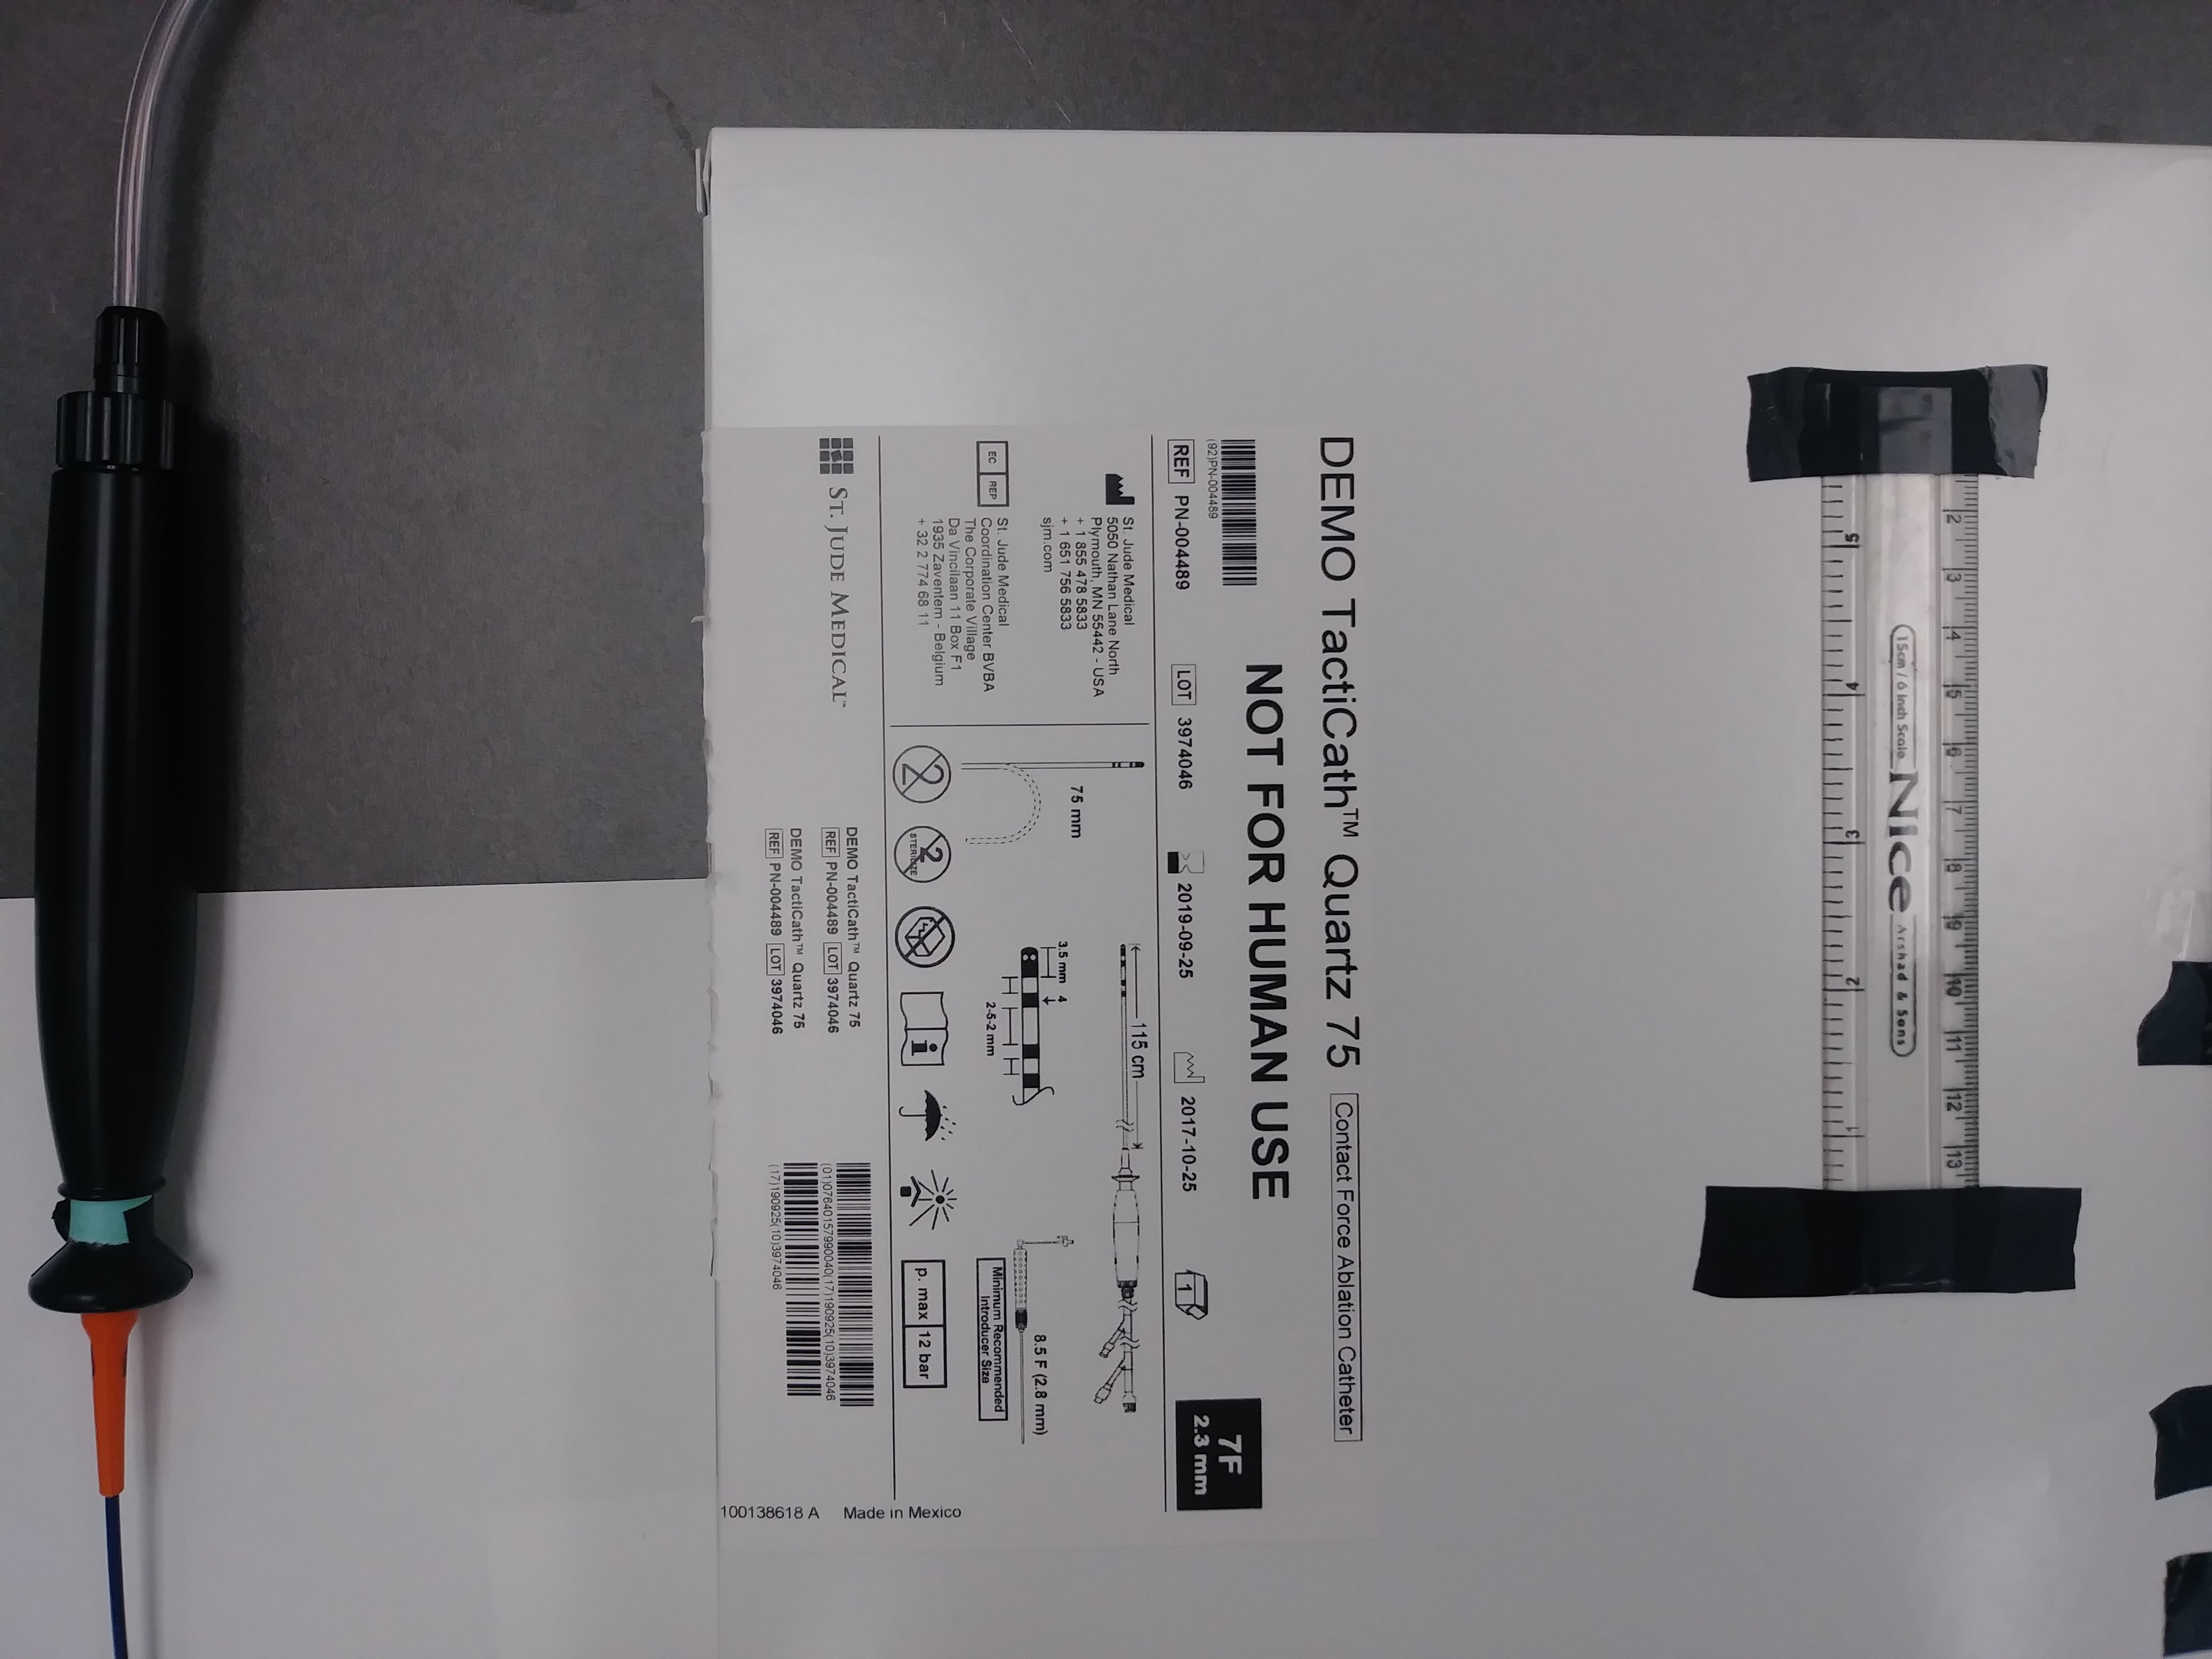 DEMO TactiCath™ Quartz 75 Contact Force Ablation Catheter
NOT FOR HUMAN USE
(92)PN-004489
REF PN-004489 LOT 3974046 2019-09-25 2017-10-25 1
7F
2.3 mm
St. Jude Medical
5050 Nathan Lane North
Plymouth, MN 55442 - USA
+ 1 855 478 5833
+ 1 651 756 5833
sjm.com
EC REP
St. Jude Medical
Coordination Center BVBA
The Corporate Village
Da Vincilaan 11 Box F1
1935 Zaventem - Belgium
+ 32 2 774 68 11
75 mm
115 cm
3.5 mm 4
2-5-2 mm
8.5 F (2.8 mm)
Minimum Recommended
Introducer Size
2
2
STERILIZE
i
p. max 12 bar
ST. JUDE MEDICAL™
DEMO TactiCath™ Quartz 75
REF PN-004489 LOT 3974046
DEMO TactiCath™ Quartz 75
REF PN-004489 LOT 3974046
(01)07640157990040(17)190925(10)3974046
(17)190925(10)3974046
100138618 A Made in Mexico
2 3 4 5 6 7 8 9 10 11 12 13
15cm / 6 Inch Scale Nice Arshad & Sons
5 4 3 2 1